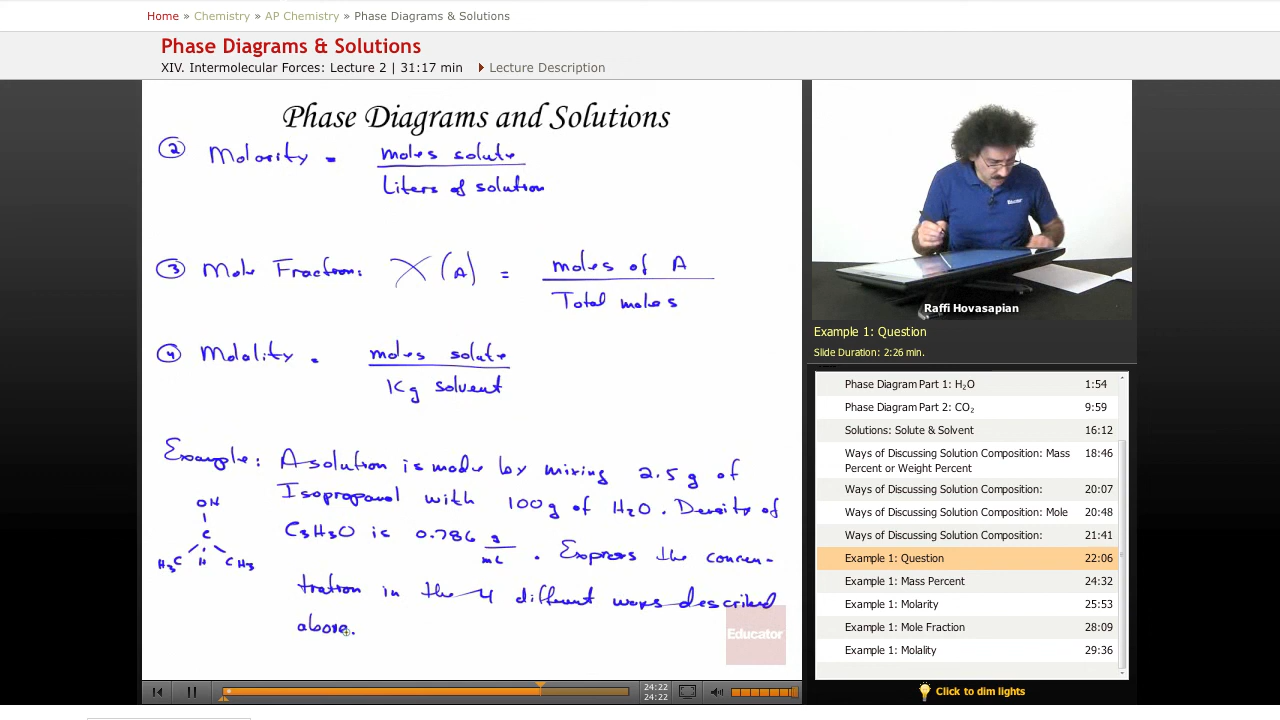 Home » Chemistry » AP Chemistry » Phase Diagrams & Solutions
Phase Diagrams & Solutions
XIV. Intermolecular Forces: Lecture 2 | 31:17 min
Lecture Description
Phase Diagrams and Solutions
② Molarity = moles solute
Liters of solution
③ Mole Fraction: X (A) = moles of A
Total moles
④ Molality = moles solute
Kg solvent
Example: A solution is made by mixing 2.5 g of
Isopropanol with 100g of H₂O. Density of
C3H8O is 0.786 g
mL . Express the concen-
tration in the 4 different ways described
above.
OH
C
H₃C H CH₃
Educator
Raffi Hovasapian
Example 1: Question
Slide Duration: 2:26 min.
Phase Diagram Part 1: H₂O 1:54
Phase Diagram Part 2: CO₂ 9:59
Solutions: Solute & Solvent 16:12
Ways of Discussing Solution Composition: Mass 18:46
Percent or Weight Percent
Ways of Discussing Solution Composition: 20:07
Ways of Discussing Solution Composition: Mole 20:48
Ways of Discussing Solution Composition: 21:41
Example 1: Question 22:06
Example 1: Mass Percent 24:32
Example 1: Molarity 25:53
Example 1: Mole Fraction 28:09
Example 1: Molality 29:36
24:22
24:22
Click to dim lights